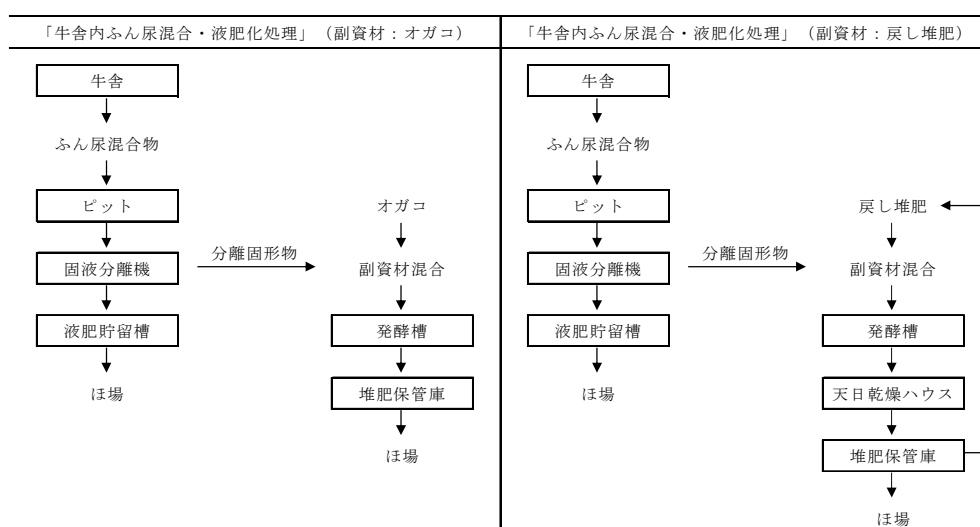 「牛舎内ふん尿混合・液肥化処理」（副資材：オガコ）
牛舎
ふん尿混合物
ピット
オガコ
固液分離機
分離固形物
副資材混合
液肥貯留槽
発酵槽
ほ場
堆肥保管庫
ほ場
「牛舎内ふん尿混合・液肥化処理」（副資材：戻し堆肥）
牛舎
ふん尿混合物
ピット
戻し堆肥
固液分離機
分離固形物
副資材混合
液肥貯留槽
発酵槽
ほ場
天日乾燥ハウス
堆肥保管庫
ほ場